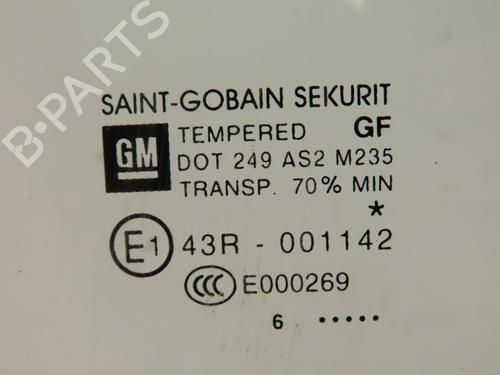 B-PARTS
SAINT-GOBAIN SEKURIT
GM
TEMPERED GF
DOT 249 AS2 M235
TRANSP. 70% MIN
*
E1 43R - 001142
CCC E000269
6 .....